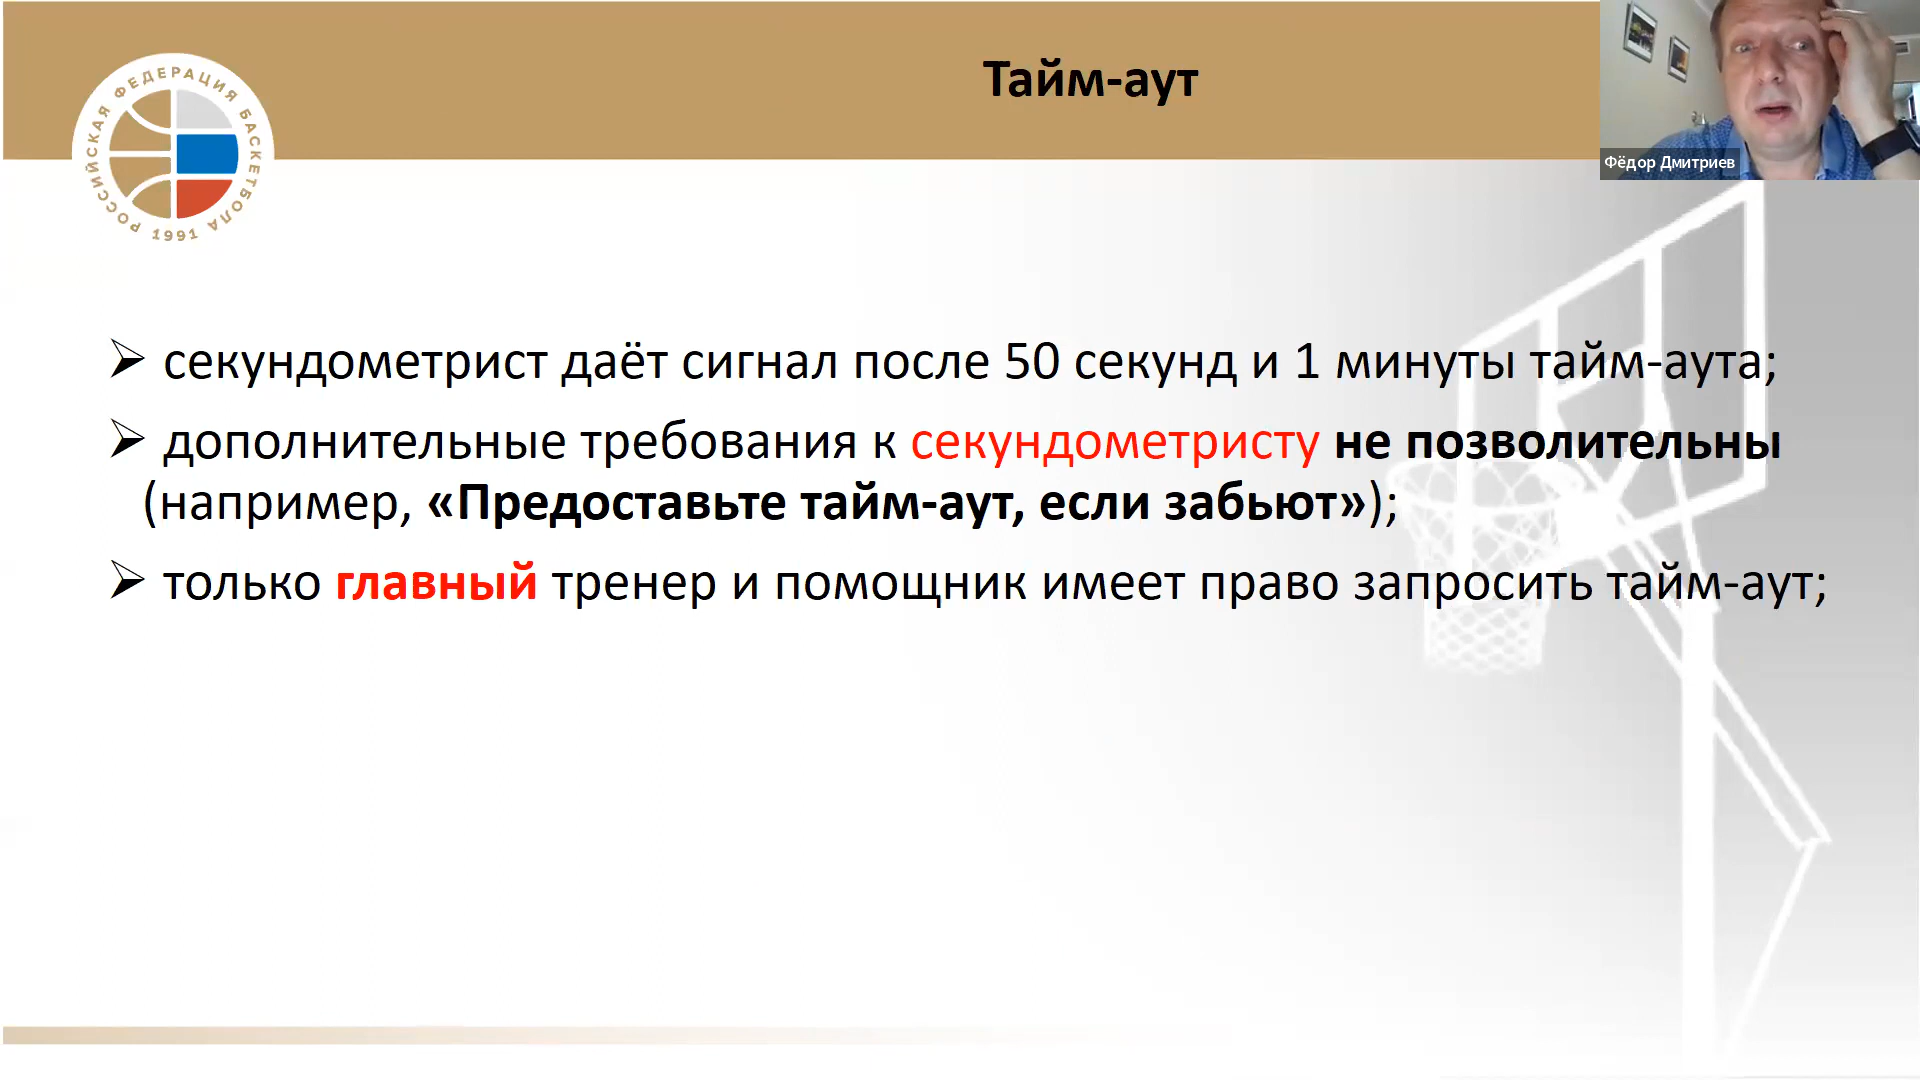 Тайм-аут
Фёдор Дмитриев
РОССИЙСКАЯ ФЕДЕРАЦИЯ БАСКЕТБОЛА
1991
секундометрист даёт сигнал после 50 секунд и 1 минуты тайм-аута;
дополнительные требования к секундометристу не позволительны
(например, «Предоставьте тайм-аут, если забьют»);
только главный тренер и помощник имеет право запросить тайм-аут;